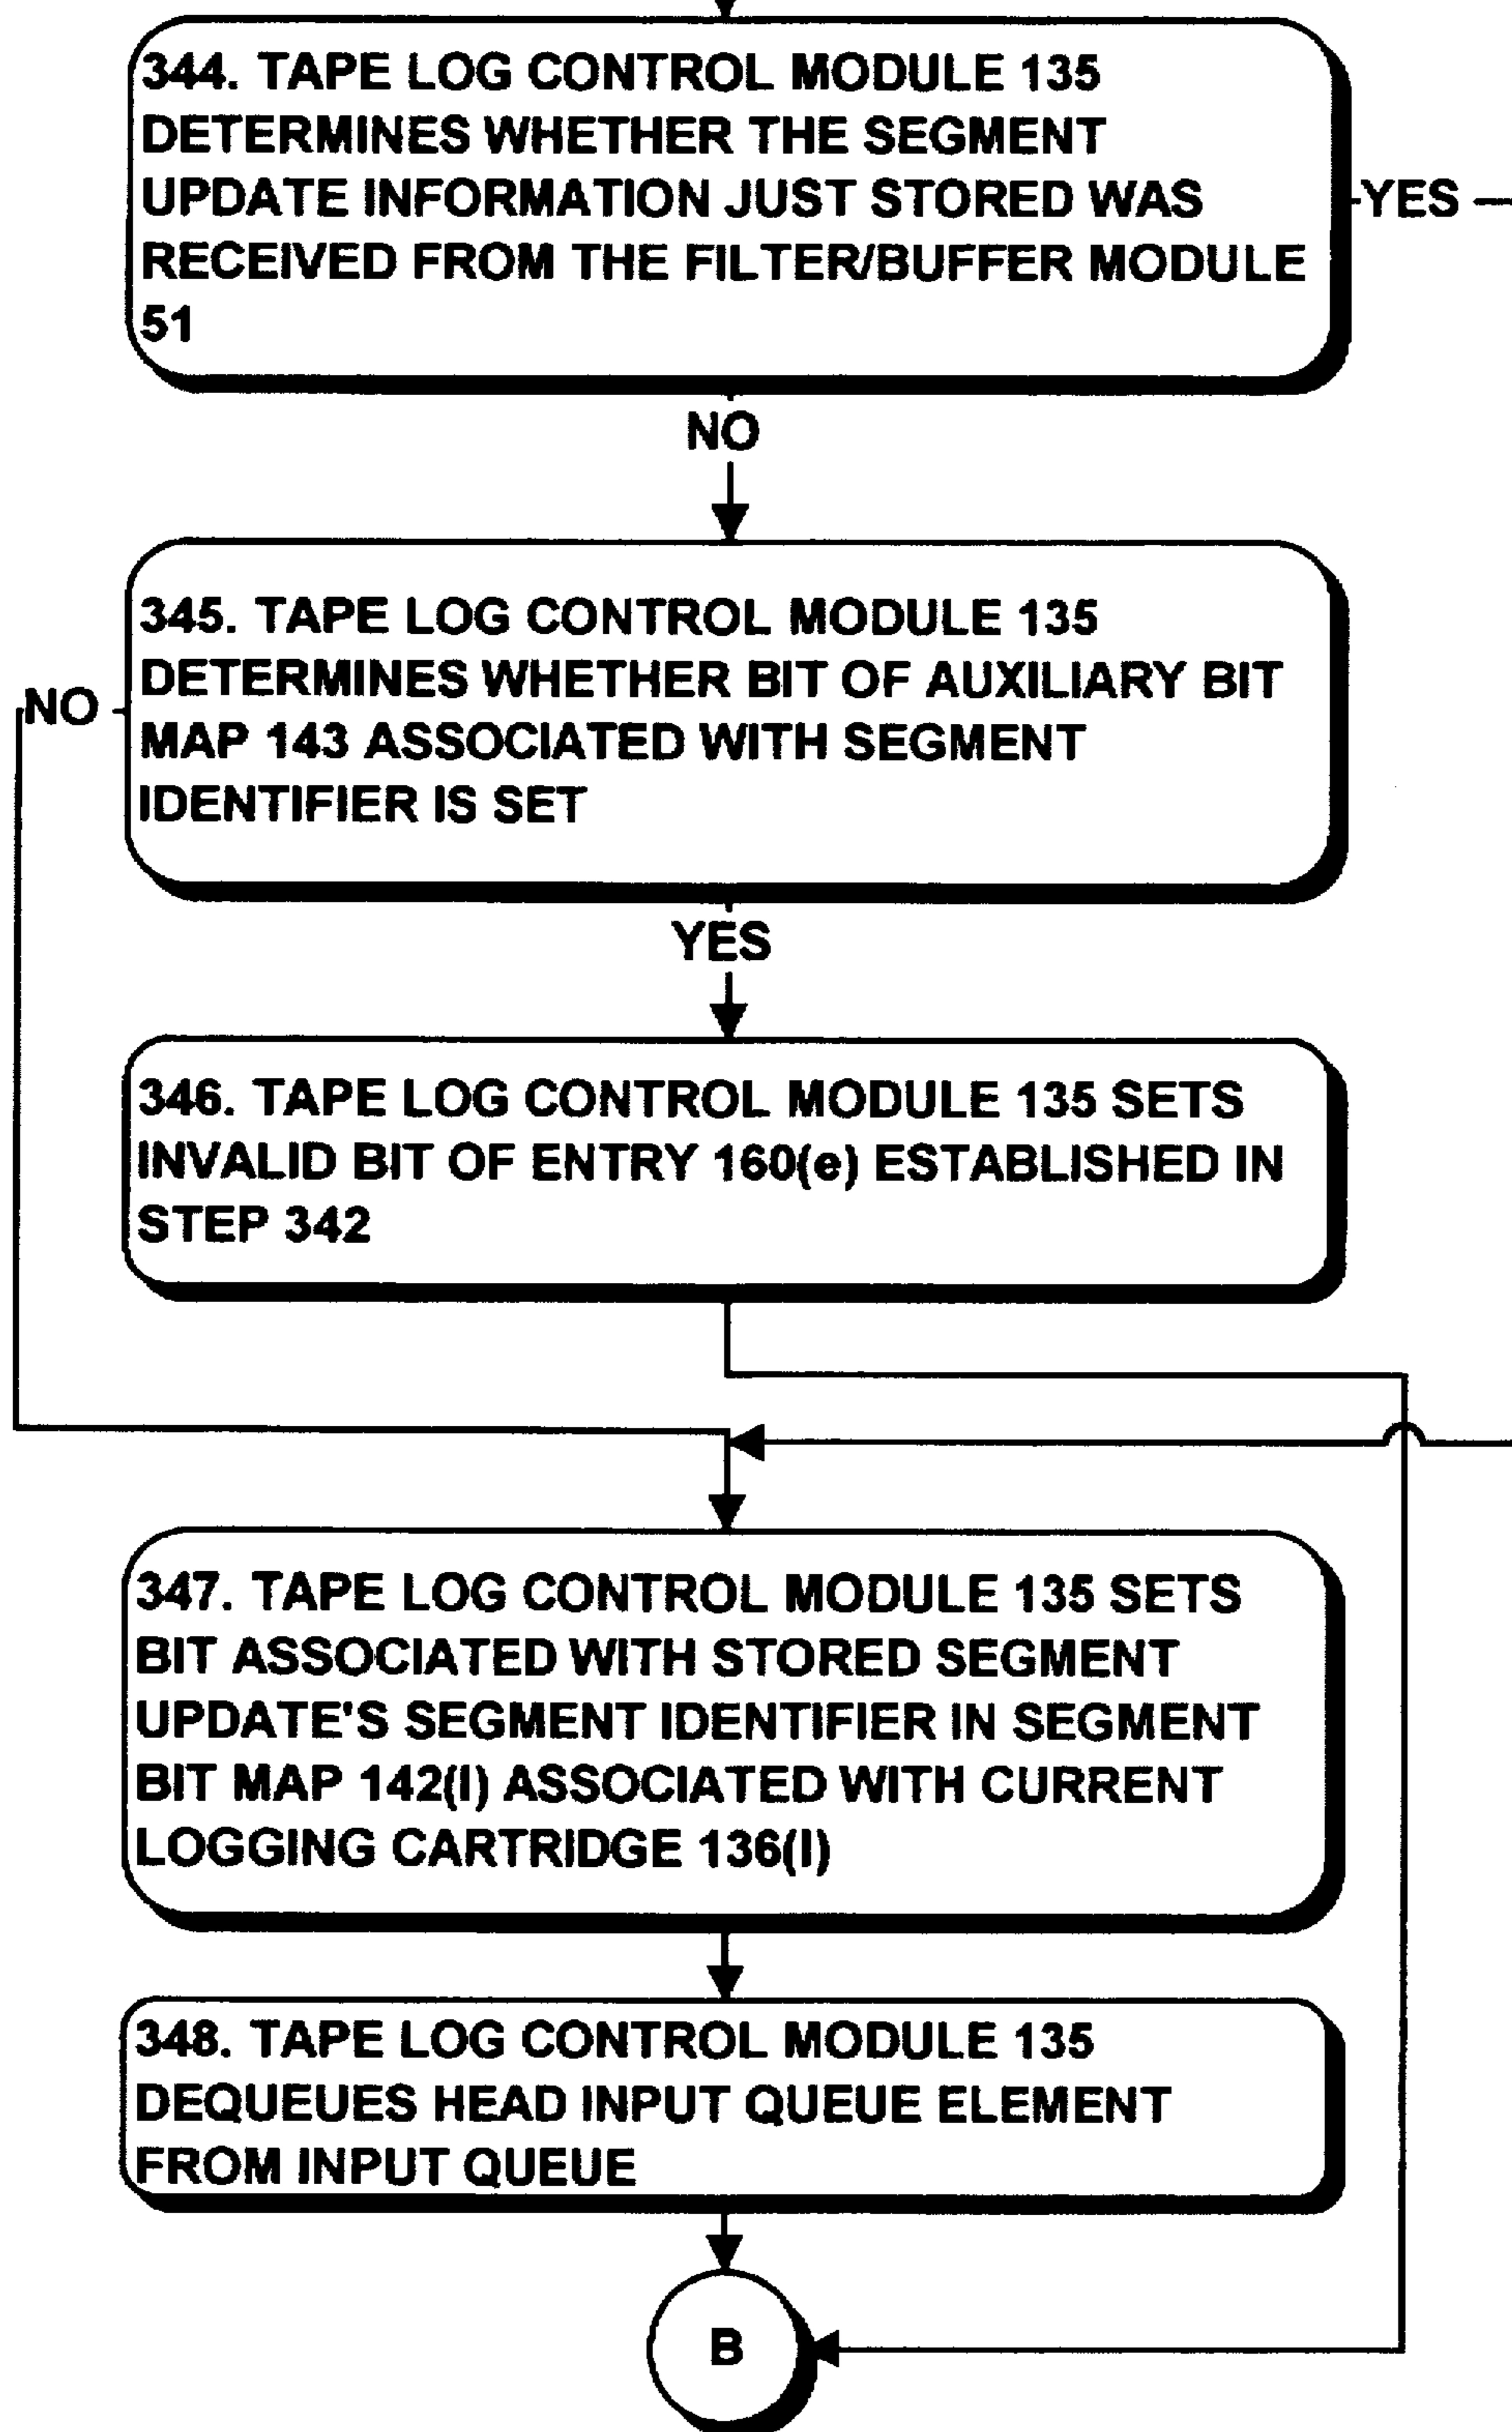 344. TAPE LOG CONTROL MODULE 135
DETERMINES WHETHER THE SEGMENT
UPDATE INFORMATION JUST STORED WAS
RECEIVED FROM THE FILTER/BUFFER MODULE
51
YES
NO
345. TAPE LOG CONTROL MODULE 135
DETERMINES WHETHER BIT OF AUXILIARY BIT
MAP 143 ASSOCIATED WITH SEGMENT
IDENTIFIER IS SET
NO
YES
346. TAPE LOG CONTROL MODULE 135 SETS
INVALID BIT OF ENTRY 160(e) ESTABLISHED IN
STEP 342
347. TAPE LOG CONTROL MODULE 135 SETS
BIT ASSOCIATED WITH STORED SEGMENT
UPDATE'S SEGMENT IDENTIFIER IN SEGMENT
BIT MAP 142(I) ASSOCIATED WITH CURRENT
LOGGING CARTRIDGE 136(I)
348. TAPE LOG CONTROL MODULE 135
DEQUEUES HEAD INPUT QUEUE ELEMENT
FROM INPUT QUEUE
B